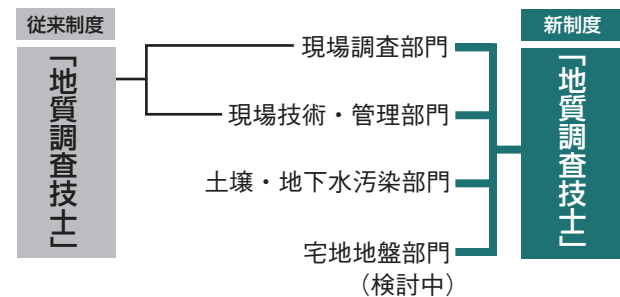 従来制度
「地質調査技士」
現場調査部門
現場技術・管理部門
土壌・地下水汚染部門
宅地地盤部門
（検討中）
新制度
「地質調査技士」